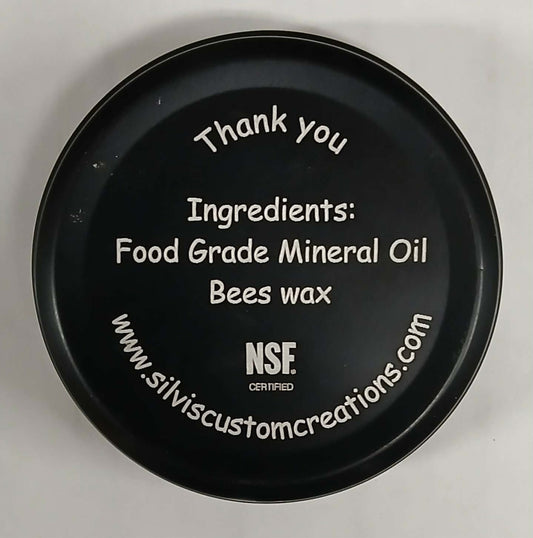 Thank you
Ingredients:
Food Grade Mineral Oil
Bees wax
NSF®
CERTIFIED
www.silviscustomcreations.com